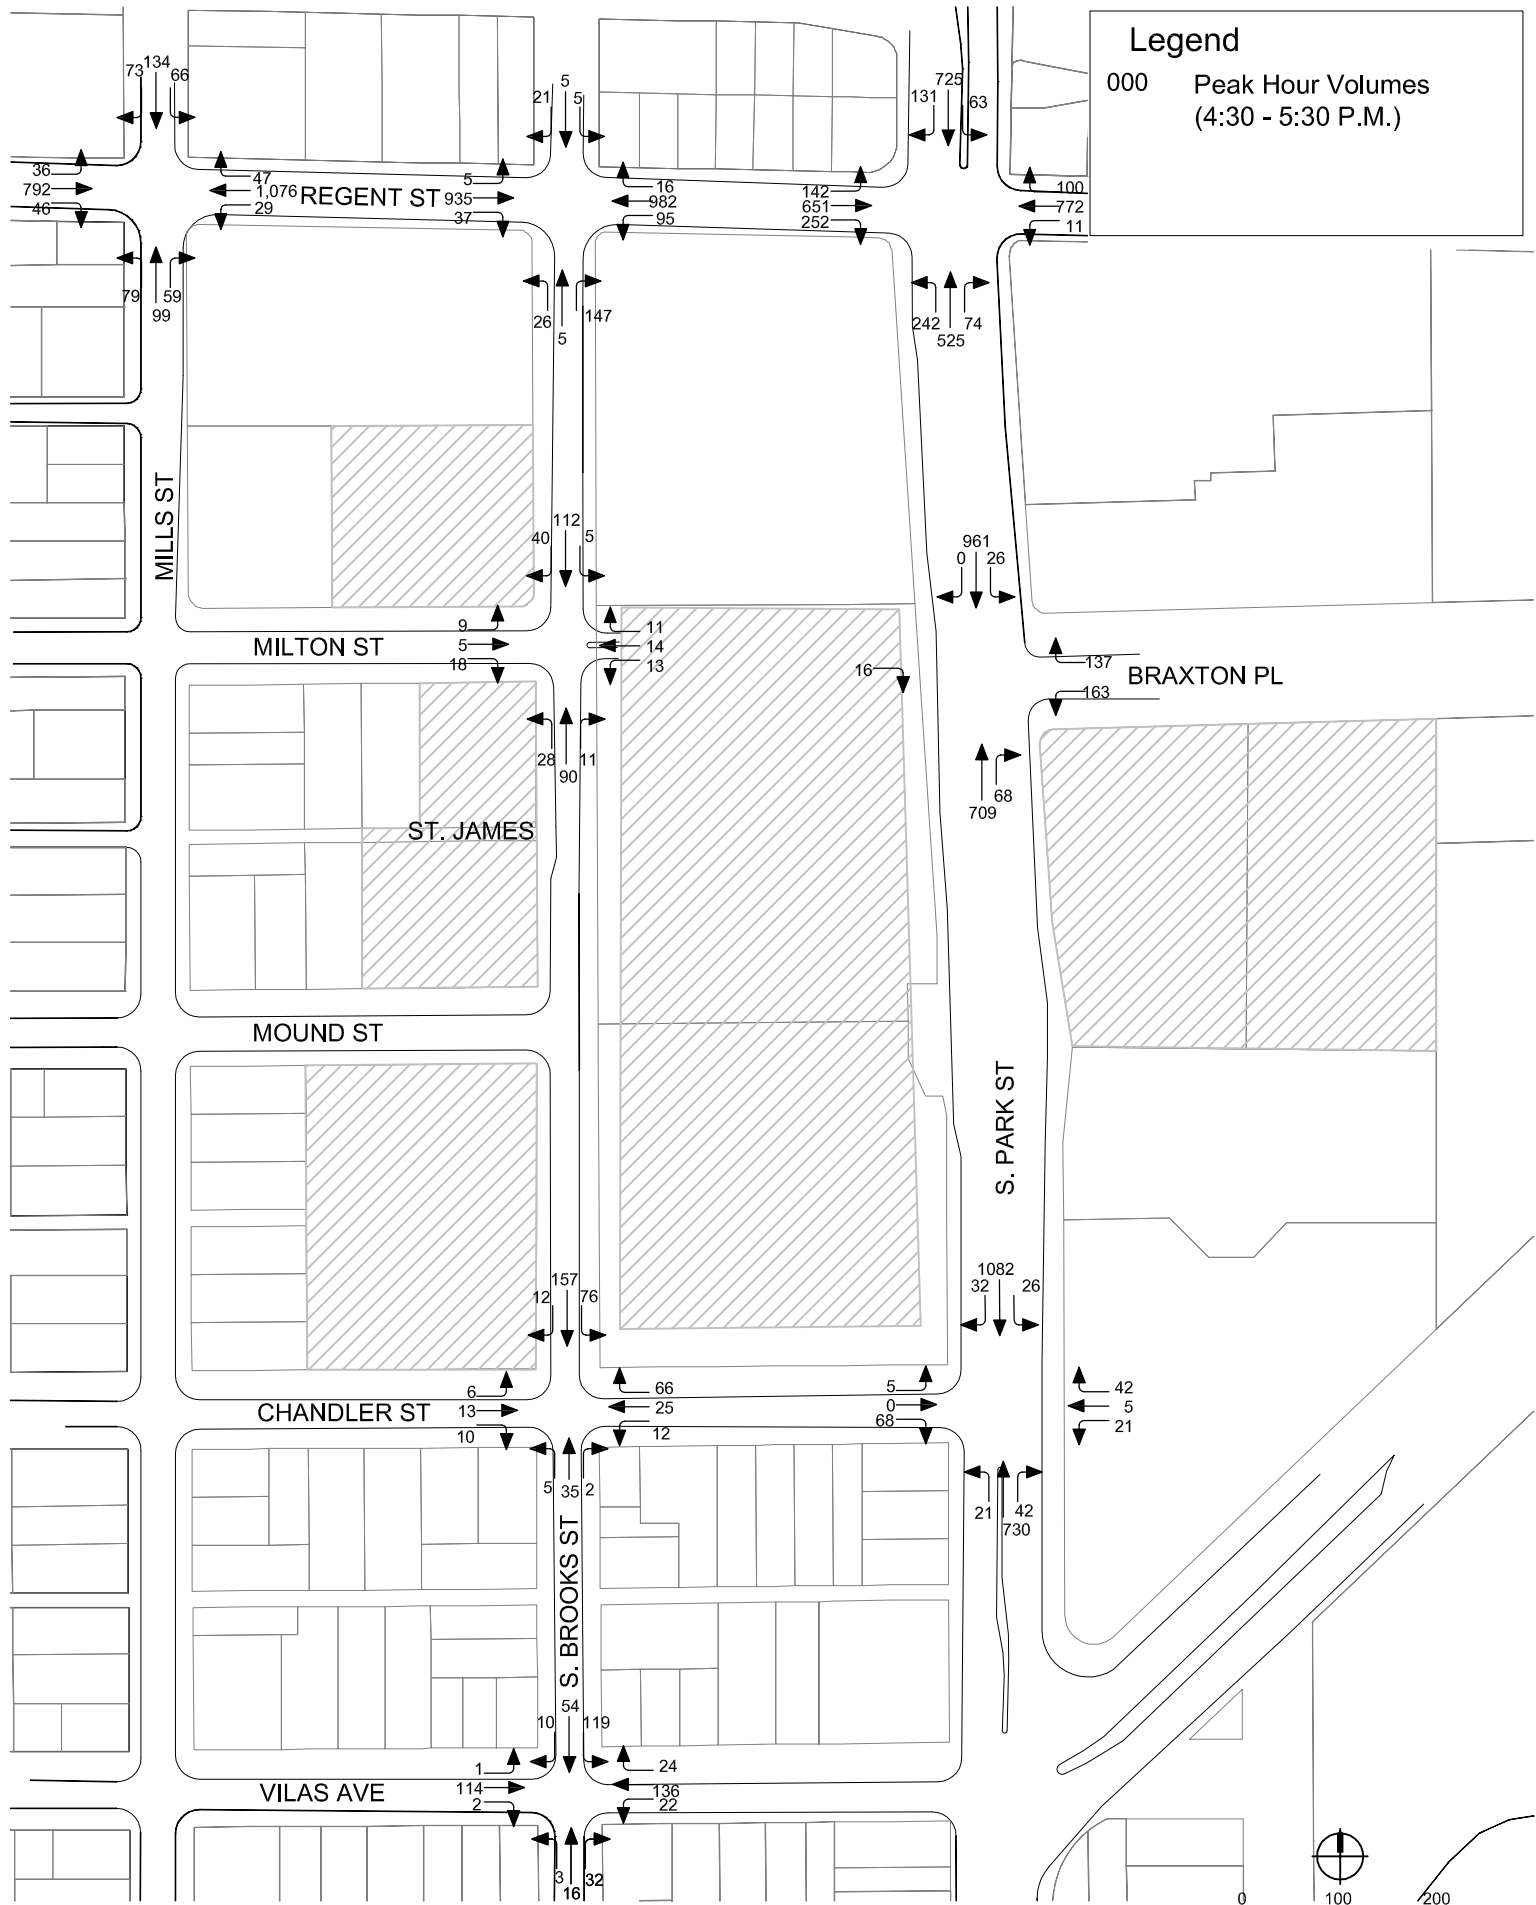 Legend
000 Peak Hour Volumes
(4:30 - 5:30 P.M.)
73 134 66
21 5 5
131 725 63
36
792
46
47
1,076
29
REGENT ST
5
935
37
16
982
95
142
651
252
100
772
11
79 99 59
26 5 147
242 525 74
MILLS ST
40 112 5
0 961 26
9
5
18
MILTON ST
11
14
13
16
137
163
BRAXTON PL
28 90 11
709 68
ST. JAMES
MOUND ST
S. PARK ST
12 157 76
32 1082 26
6
13
10
CHANDLER ST
66
25
12
5
0
68
42
5
21
5 35 2
21 730 42
S. BROOKS ST
10 54 119
1
114
2
VILAS AVE
24
136
22
3 16 32
0 100 200